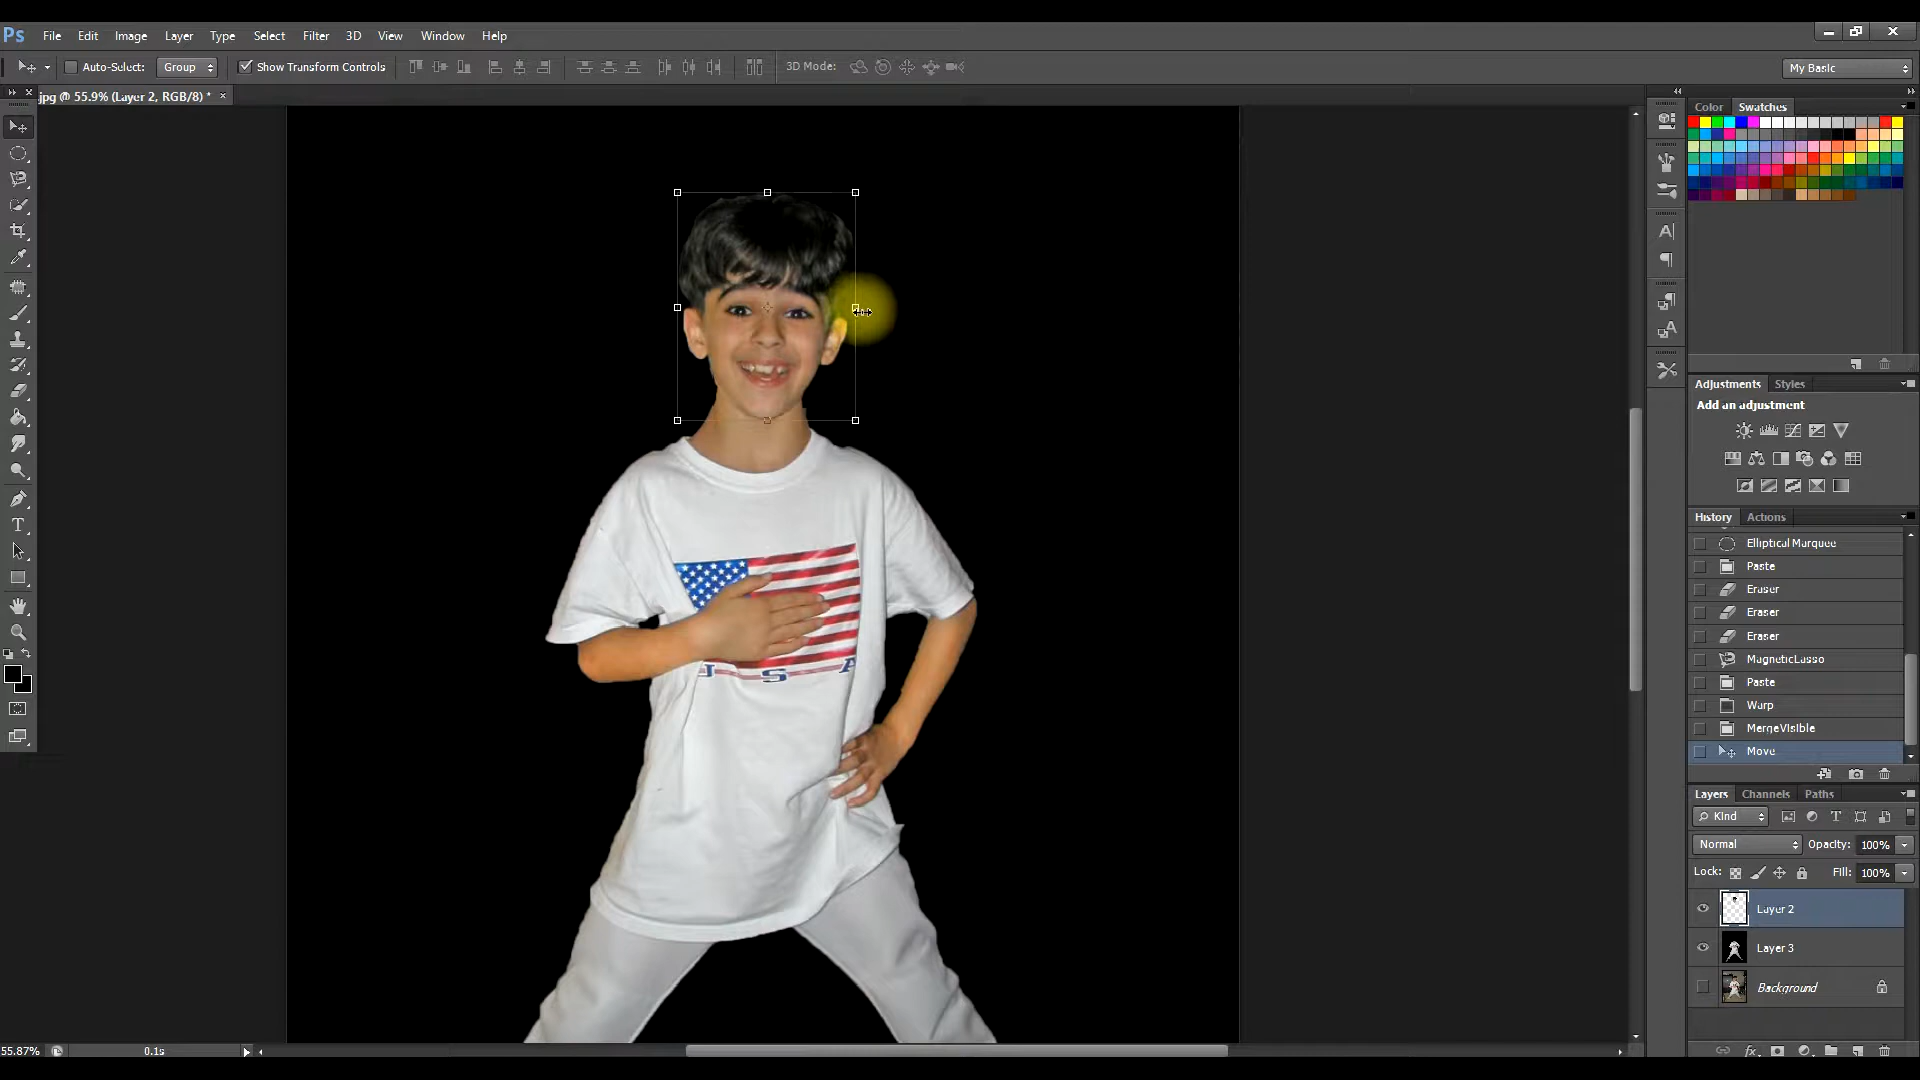 Ps File Edit Image Layer Type Select Filter 3D View Window Help
Auto-Select: Group Show Transform Controls 3D Mode: My Basic
jpg @ 55.9% (Layer 2, RGB/8) * ×
Color Swatches
Adjustments Styles
Add an adjustment
History Actions
Elliptical Marquee
Paste
Eraser
Eraser
Eraser
Magnetic Lasso
Paste
Warp
Merge Visible
Move
Layers Channels Paths
Kind
Normal Opacity: 100%
Lock: Fill: 100%
Layer 2
Layer 3
Background
U S A
55.87% 0.1s